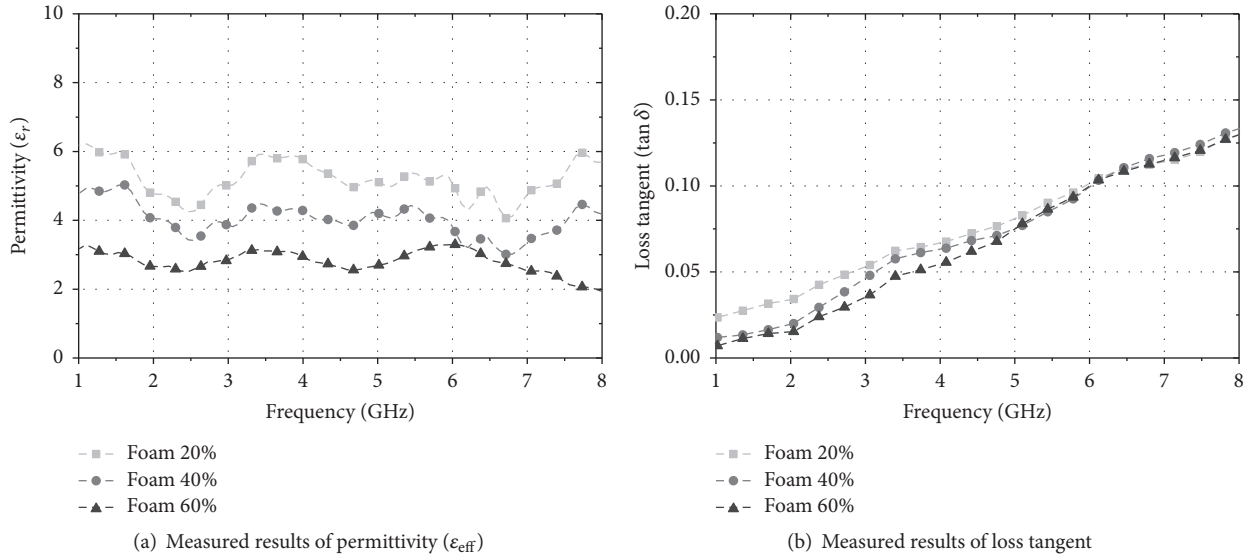 10
8
6
4
2
0
Permittivity (εr)
1 2 3 4 5 6 7 8
Frequency (GHz)
Foam 20%
Foam 40%
Foam 60%
(a) Measured results of permittivity (εeff)
0.20
0.15
0.10
0.05
0.00
Loss tangent (tan δ)
1 2 3 4 5 6 7 8
Frequency (GHz)
Foam 20%
Foam 40%
Foam 60%
(b) Measured results of loss tangent